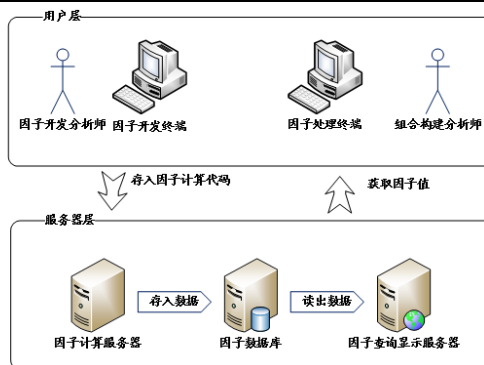 用户层
因子开发分析师
因子开发终端
因子处理终端
组合构建分析师
存入因子计算代码
获取因子值
服务器层
存入数据
读出数据
因子计算服务器
因子数据库
因子查询显示服务器